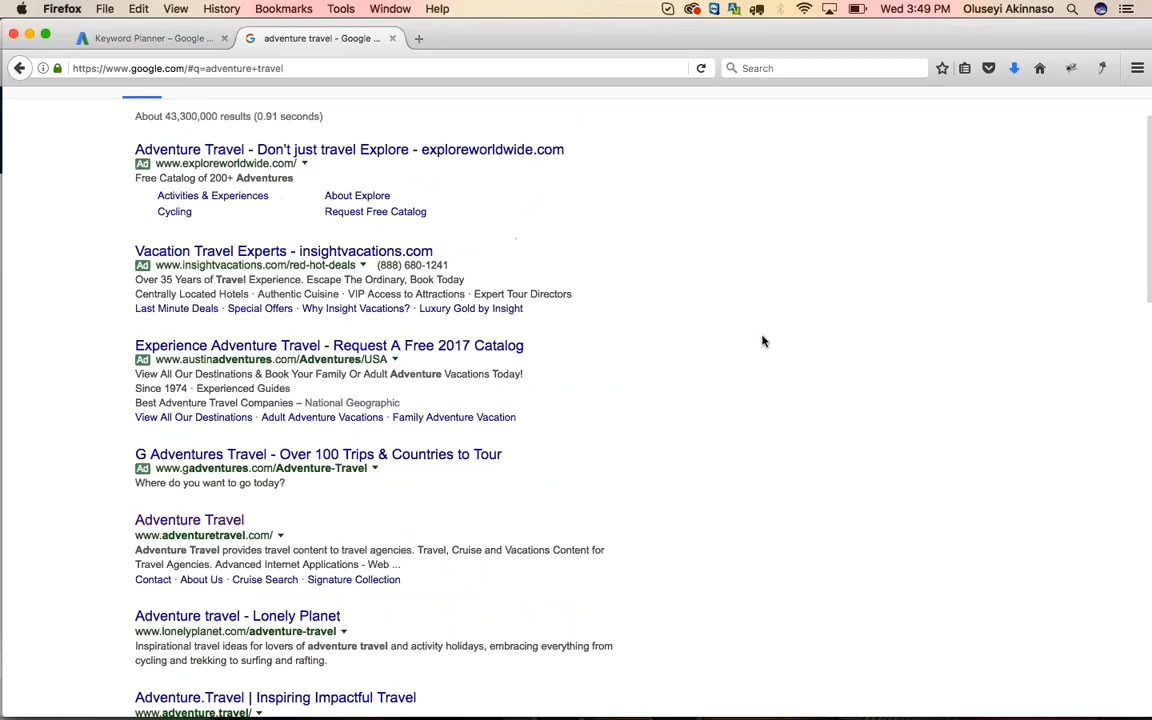 Firefox File Edit View History Bookmarks Tools Window Help Wed 3:49 PM Oluseyi Akinnaso
Keyword Planner – Google ... × adventure travel - Google ... × +
https://www.google.com/#q=adventure+travel Search
About 43,300,000 results (0.91 seconds)
Adventure Travel - Don't just travel Explore - exploreworldwide.com
Ad www.exploreworldwide.com/
Free Catalog of 200+ Adventures
Activities & Experiences About Explore
Cycling Request Free Catalog
Vacation Travel Experts - insightvacations.com
Ad www.insightvacations.com/red-hot-deals (888) 680-1241
Over 35 Years of Travel Experience. Escape The Ordinary, Book Today
Centrally Located Hotels · Authentic Cuisine · VIP Access to Attractions · Expert Tour Directors
Last Minute Deals · Special Offers · Why Insight Vacations? · Luxury Gold by Insight
Experience Adventure Travel - Request A Free 2017 Catalog
Ad www.austinadventures.com/Adventures/USA
View All Our Destinations & Book Your Family Or Adult Adventure Vacations Today!
Since 1974 · Experienced Guides
Best Adventure Travel Companies – National Geographic
View All Our Destinations · Adult Adventure Vacations · Family Adventure Vacation
G Adventures Travel - Over 100 Trips & Countries to Tour
Ad www.gadventures.com/Adventure-Travel
Where do you want to go today?
Adventure Travel
www.adventuretravel.com/
Adventure Travel provides travel content to travel agencies. Travel, Cruise and Vacations Content for
Travel Agencies. Advanced Internet Applications - Web ...
Contact · About Us · Cruise Search · Signature Collection
Adventure travel - Lonely Planet
www.lonelyplanet.com/adventure-travel
Inspirational travel ideas for lovers of adventure travel and activity holidays, embracing everything from
cycling and trekking to surfing and rafting.
Adventure.Travel | Inspiring Impactful Travel
www.adventure.travel/